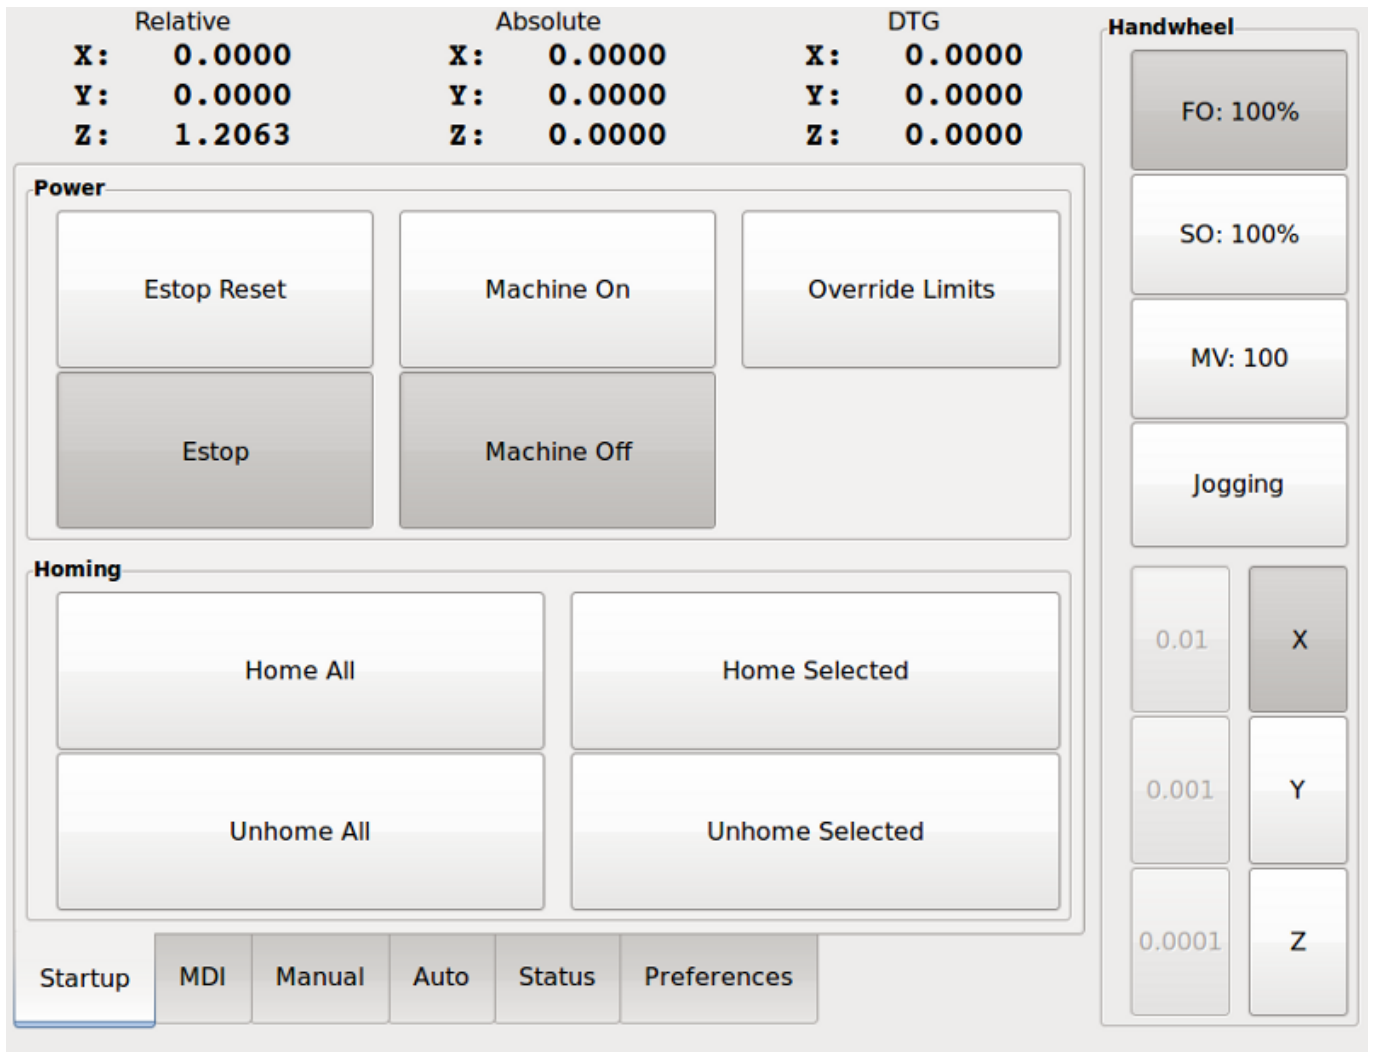 Relative Absolute DTG
X: 0.0000 X: 0.0000 X: 0.0000
Y: 0.0000 Y: 0.0000 Y: 0.0000
Z: 1.2063 Z: 0.0000 Z: 0.0000
Power
Estop Reset Machine On Override Limits
Estop Machine Off
Homing
Home All Home Selected
Unhome All Unhome Selected
Startup MDI Manual Auto Status Preferences
Handwheel
FO: 100%
SO: 100%
MV: 100
Jogging
0.01 X
0.001 Y
0.0001 Z